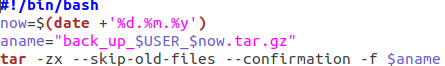 #!/bin/bash
now=$(date +'%d.%m.%y')
aname="back_up_$USER_$now.tar.gz"
tar -zx --skip-old-files --confirmation -f $aname